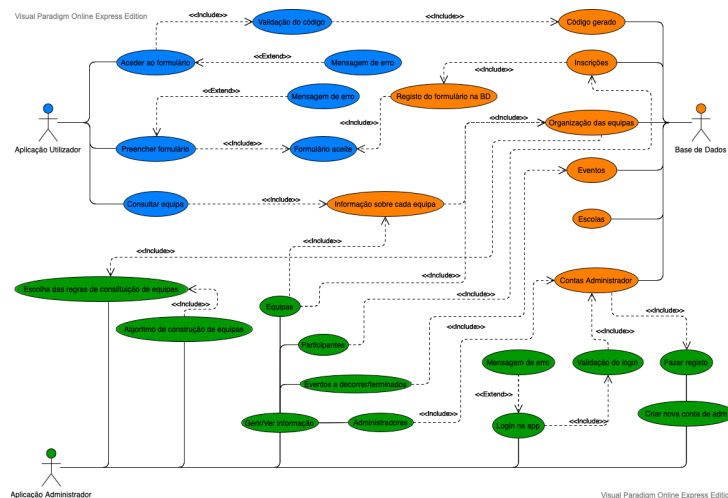 Visual Paradigm Online Express Edition
<<Include>>
<<Include>>
Validação do código
Código gerado
<<Extend>>
<<Include>>
Aceder ao formulário
Mensagem de erro
Inscrições
<<Extend>>
Mensagem de erro
Registo do formulário na BD
<<Include>>
<<Include>>
Organização das equipas
Aplicação Utilizador
Base de Dados
<<Include>>
Preencher formulário
Formulário aceite
Eventos
<<Include>>
Consultar equipa
Informação sobre cada equipa
Escolas
<<Include>>
<<Include>>
<<Include>>
<<Include>>
Escolha das regras de constituição de equipas
Contas Administrador
<<Include>>
<<Include>>
Equipas
<<Include>>
<<Include>>
Algoritmo de construção de equipas
Participantes
Mensagem de erro
Validação do login
Fazer registo
Eventos a decorrer/terminados
<<Extend>>
Gerir/Ver informação
Administradores
Login na app
<<Include>>
Criar nova conta de adm
Aplicação Administrador
Visual Paradigm Online Express Editio